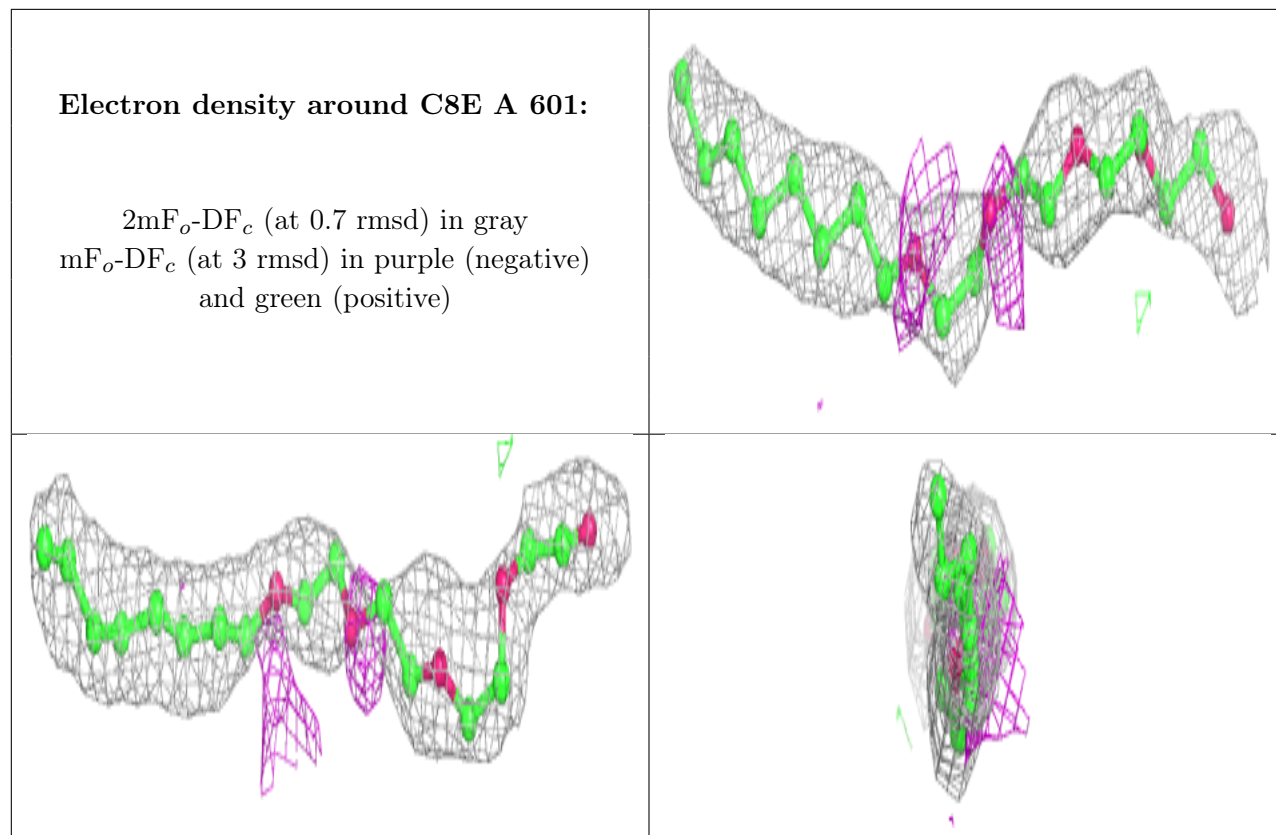 Electron density around C8E A 601:
2mFo-DFc (at 0.7 rmsd) in gray
mFo-DFc (at 3 rmsd) in purple (negative)
and green (positive)